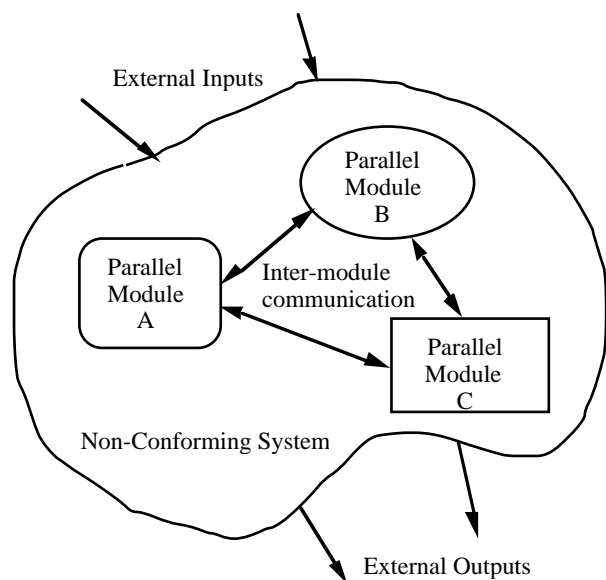 External Inputs
Parallel
Module
B
Parallel
Module
A
Inter-module
communication
Parallel
Module
C
Non-Conforming System
External Outputs